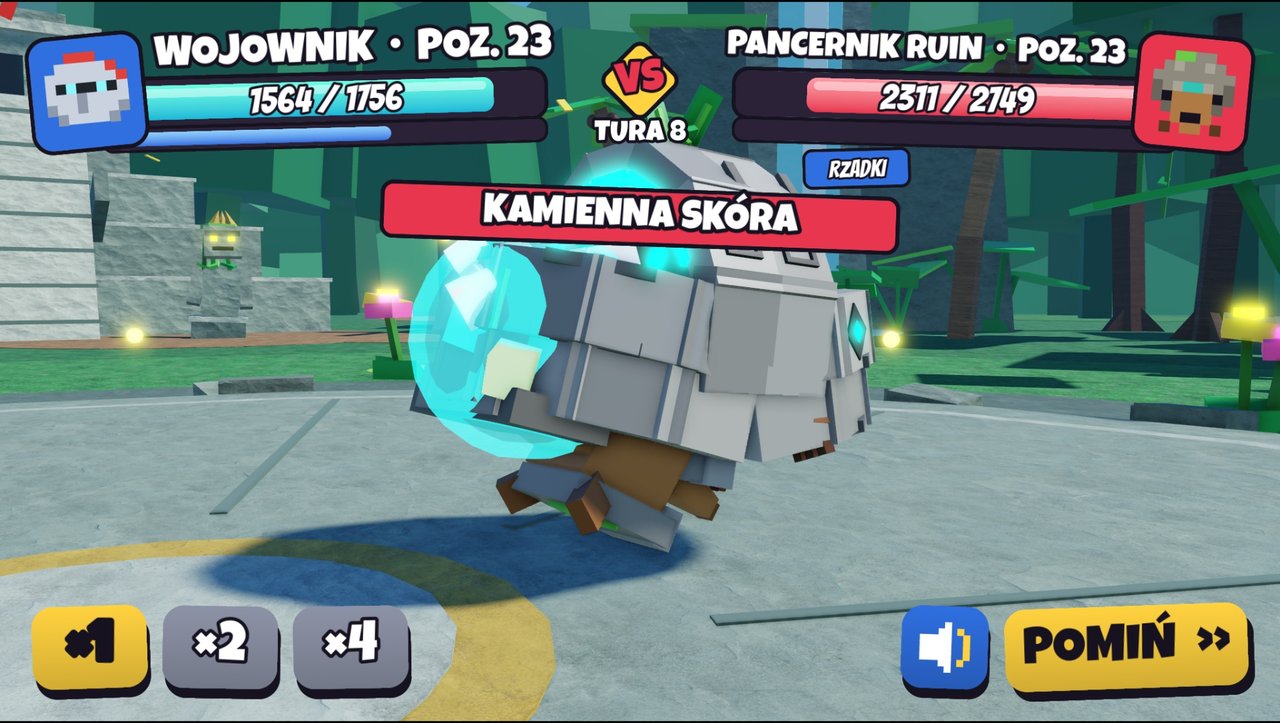 WOJOWNIK • POZ. 23
1564 / 1756
VS
TURA 8
PANCERNIK RUIN • POZ. 23
2311 / 2749
RZADKI
KAMIENNA SKÓRA
×1
×2
×4
POMIŃ >>